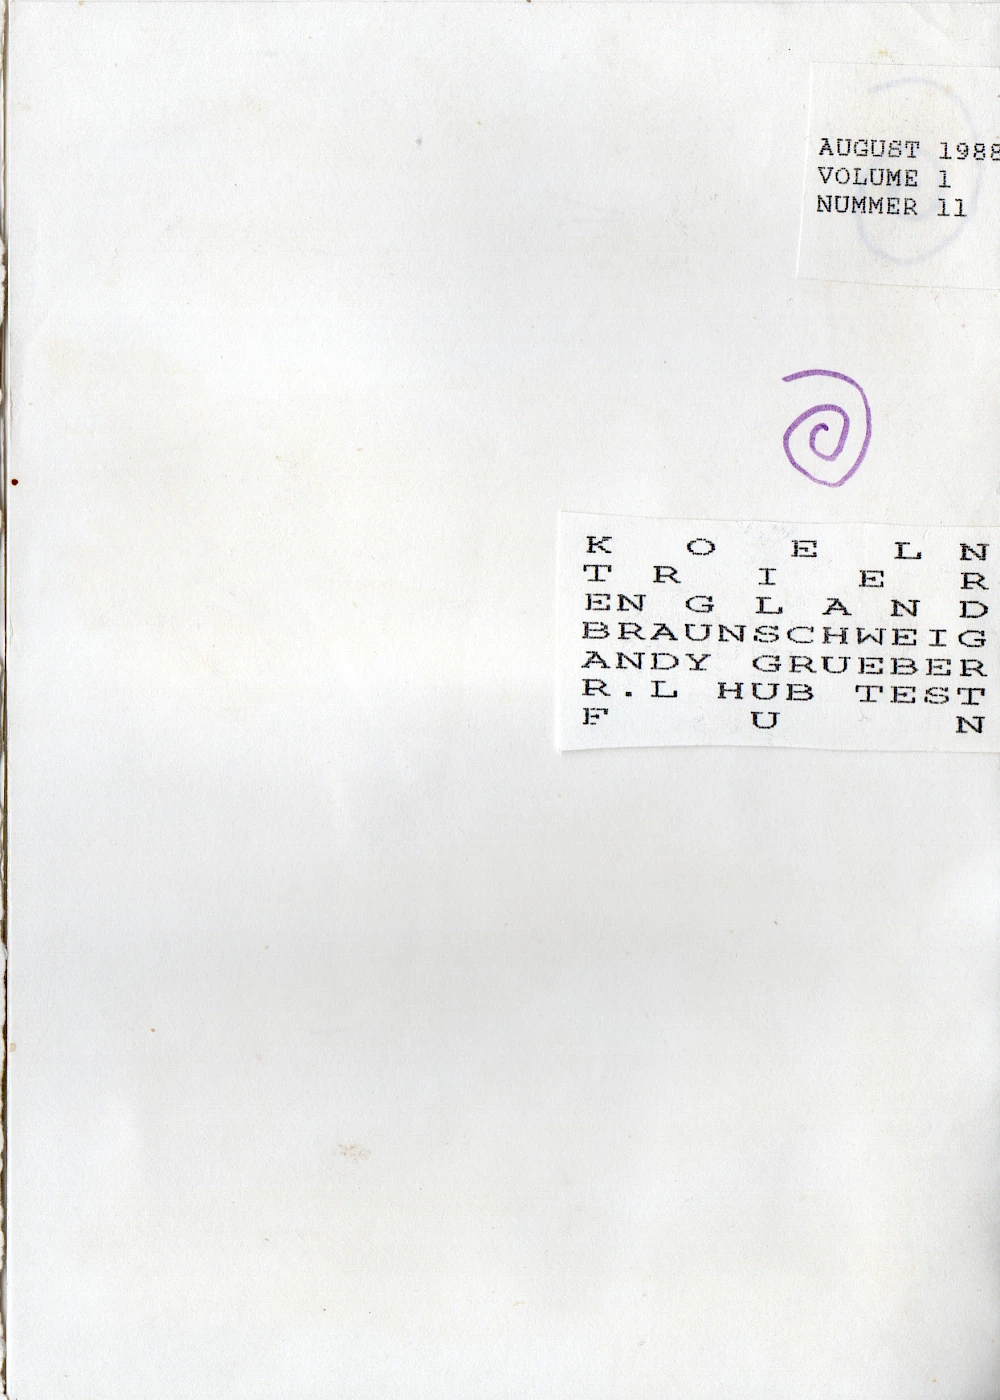 AUGUST 1988
VOLUME 1
NUMMER 11
K O E L N
T R I E R
EN G L A N D
BRAUNSCHWEIG
ANDY GRUEBER
R.L HUB TEST
F U N